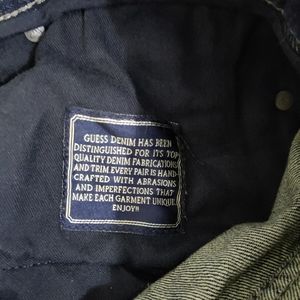 GUESS DENIM HAS BEEN
DISTINGUISHED FOR ITS TOP
QUALITY DENIM FABRICATIONS
AND TRIM EVERY PAIR IS HAND
CRAFTED WITH ABRASIONS
AND IMPERFECTIONS THAT
MAKE EACH GARMENT UNIQUE.
ENJOY!!